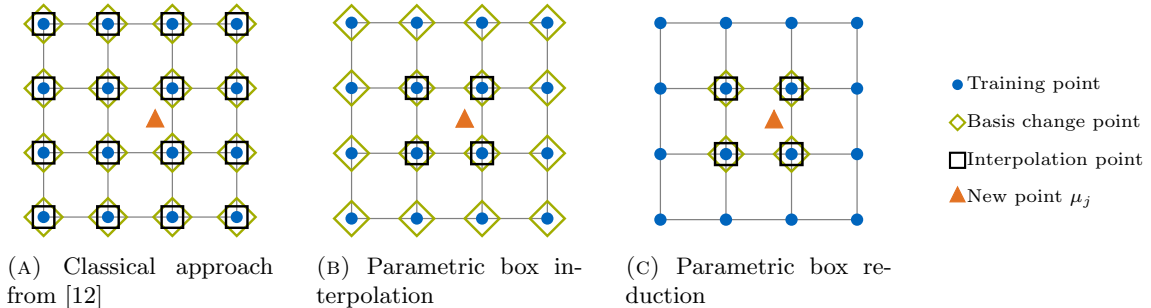 Training point
Basis change point
Interpolation point
New point μj
(A) Classical approach
from [12]
(B) Parametric box in-
terpolation
(C) Parametric box re-
duction